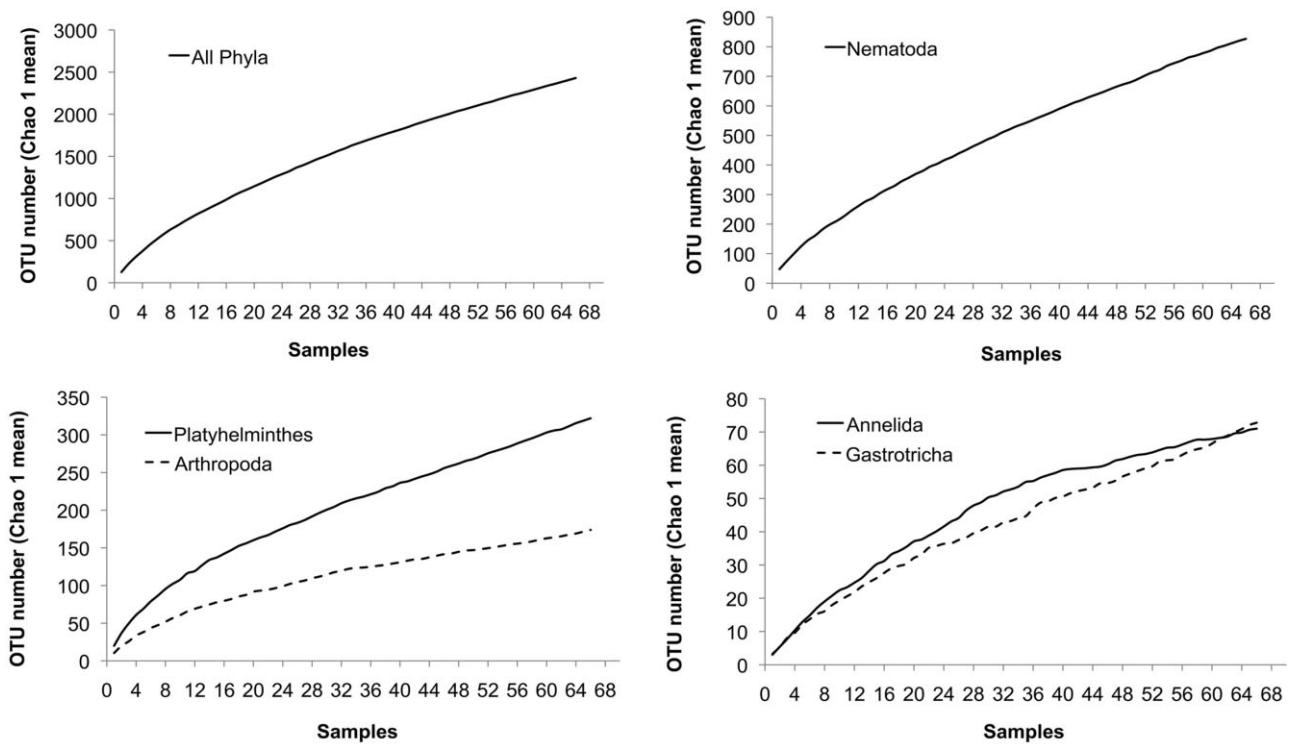 OTU number (Chao 1 mean)
All Phyla
3000
2500
2000
1500
1000
500
0
0 4 8 12 16 20 24 28 32 36 40 44 48 52 56 60 64 68
Samples
OTU number (Chao 1 mean)
Nematoda
900
800
700
600
500
400
300
200
100
0
0 4 8 12 16 20 24 28 32 36 40 44 48 52 56 60 64 68
Samples
OTU number (Chao 1 mean)
Platyhelminthes
Arthropoda
350
300
250
200
150
100
50
0
0 4 8 12 16 20 24 28 32 36 40 44 48 52 56 60 64 68
Samples
OTU number (Chao 1 mean)
Annelida
Gastrotricha
80
70
60
50
40
30
20
10
0
0 4 8 12 16 20 24 28 32 36 40 44 48 52 56 60 64 68
Samples